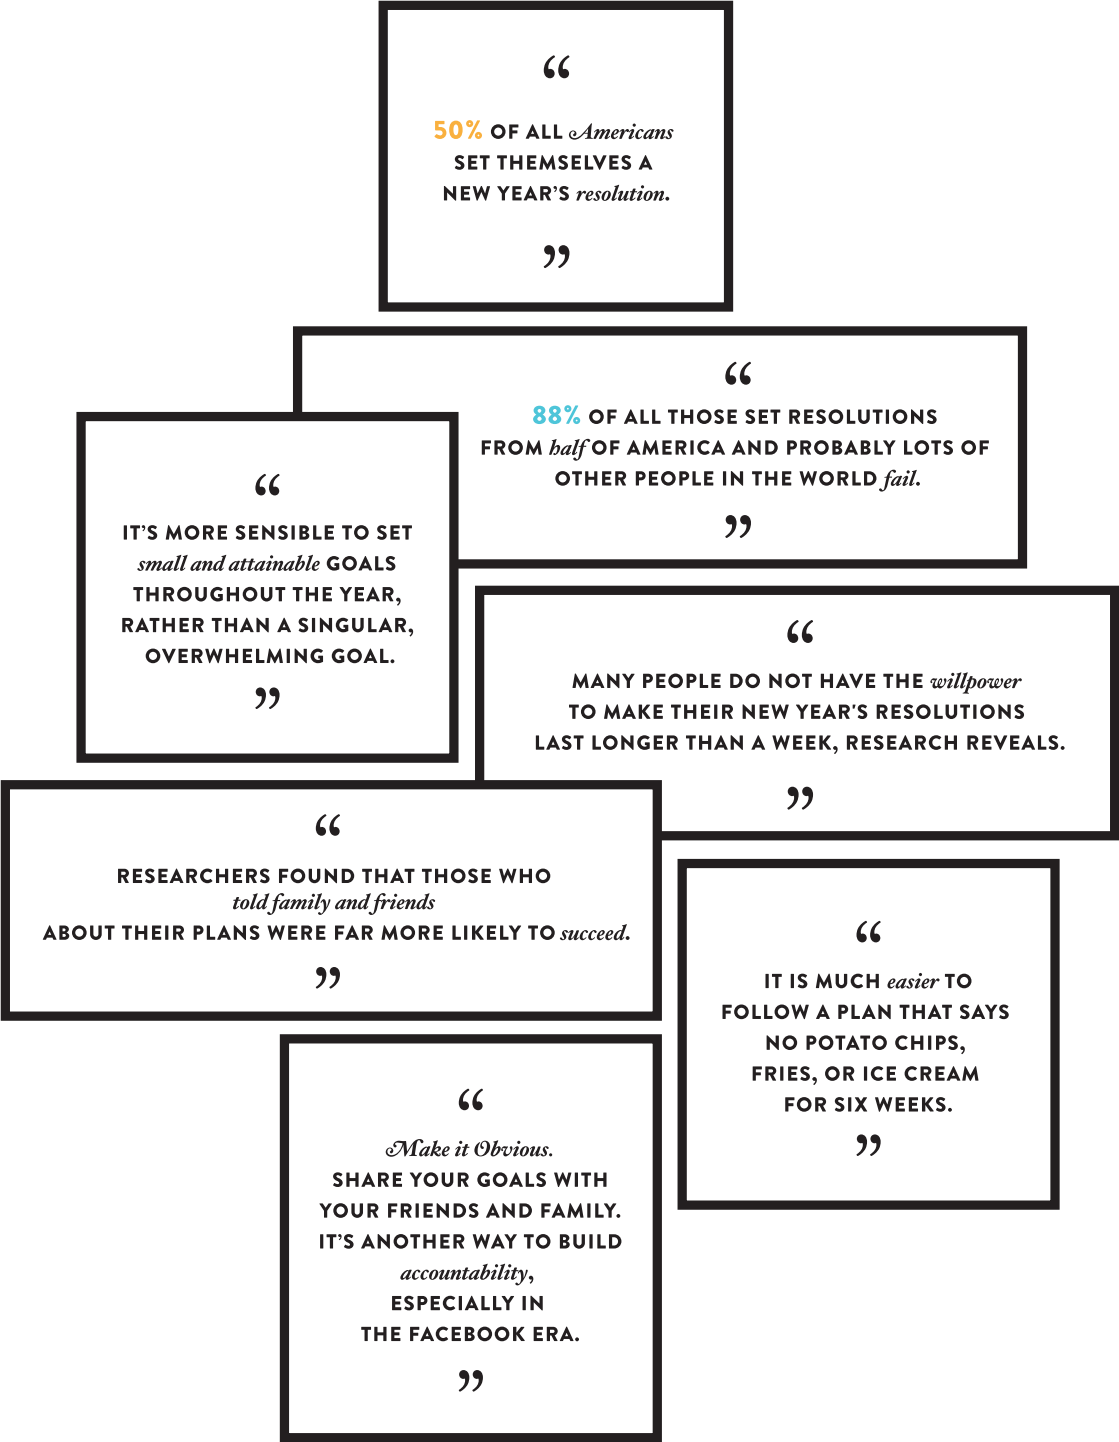 “
50% OF ALL Americans
SET THEMSELVES A
NEW YEAR’S resolution.
”
“
88% OF ALL THOSE SET RESOLUTIONS
FROM half OF AMERICA AND PROBABLY LOTS OF
OTHER PEOPLE IN THE WORLD fail.
”
“
IT’S MORE SENSIBLE TO SET
small and attainable GOALS
THROUGHOUT THE YEAR,
RATHER THAN A SINGULAR,
OVERWHELMING GOAL.
”
“
MANY PEOPLE DO NOT HAVE THE willpower
TO MAKE THEIR NEW YEAR'S RESOLUTIONS
LAST LONGER THAN A WEEK, RESEARCH REVEALS.
”
“
RESEARCHERS FOUND THAT THOSE WHO
told family and friends
ABOUT THEIR PLANS WERE FAR MORE LIKELY TO succeed.
”
“
IT IS MUCH easier TO
FOLLOW A PLAN THAT SAYS
NO POTATO CHIPS,
FRIES, OR ICE CREAM
FOR SIX WEEKS.
”
“
Make it Obvious.
SHARE YOUR GOALS WITH
YOUR FRIENDS AND FAMILY.
IT’S ANOTHER WAY TO BUILD
accountability,
ESPECIALLY IN
THE FACEBOOK ERA.
”